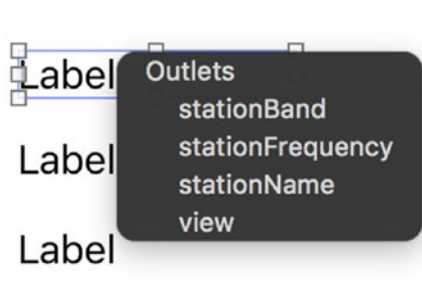 Label
Outlets
stationBand
stationFrequency
Label
stationName
view
Label